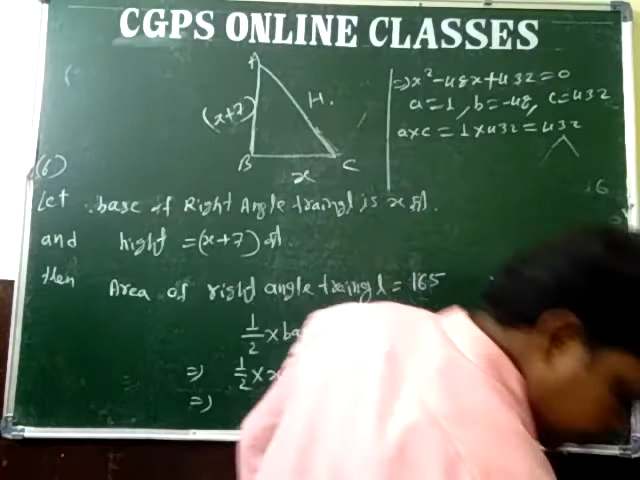 CGPS ONLINE CLASSES
A
(x+7)
H.
B
C
x
=> x² - 48x + 432 = 0
a = 1, b = -48, c = 432
a×c = 1×432 = 432
(6)
Let base of Right Angle traingl is x
and hight = (x+7)
then Area of right angle traingl = 165
1/2 × ba
=> 1/2 × x
=>